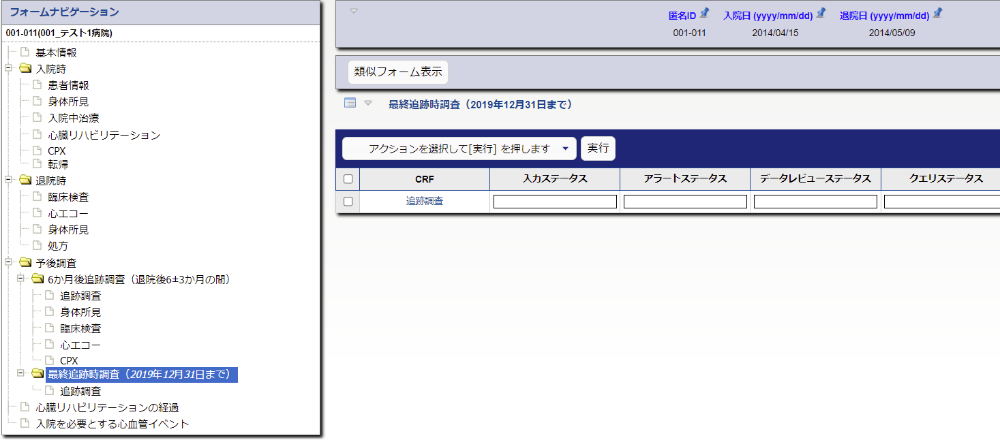 フォームナビゲーション
001-011(001_テスト1病院)
基本情報
入院時
患者情報
身体所見
入院中治療
心臓リハビリテーション
CPX
転帰
退院時
臨床検査
心エコー
身体所見
処方
予後調査
6か月後追跡調査（退院後6±3か月の間）
追跡調査
身体所見
臨床検査
心エコー
CPX
最終追跡時調査（2019年12月31日まで）
追跡調査
心臓リハビリテーションの経過
入院を必要とする心血管イベント
匿名ID 入院日 (yyyy/mm/dd) 退院日 (yyyy/mm/dd)
001-011 2014/04/15 2014/05/09
類似フォーム表示
最終追跡時調査（2019年12月31日まで）
アクションを選択して[実行] を押します 実行
CRF 入力ステータス アラートステータス データレビューステータス クエリステータス
追跡調査